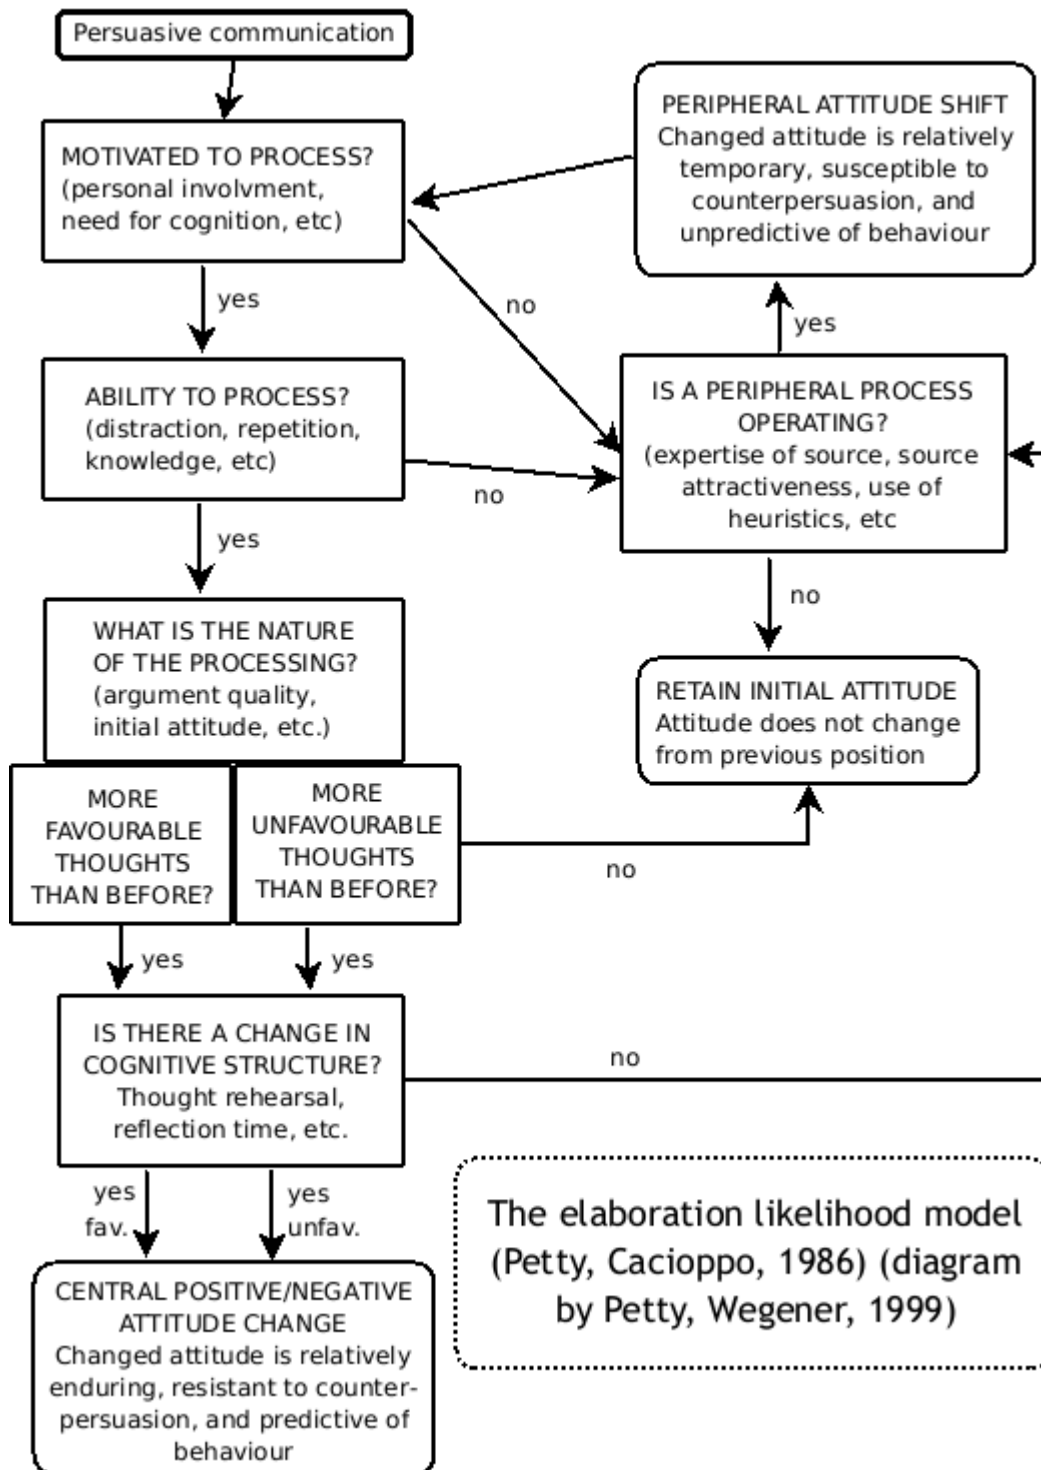 Persuasive communication
MOTIVATED TO PROCESS?
(personal involvment,
need for cognition, etc)
yes
no
ABILITY TO PROCESS?
(distraction, repetition,
knowledge, etc)
yes
no
WHAT IS THE NATURE
OF THE PROCESSING?
(argument quality,
initial attitude, etc.)
MORE
FAVOURABLE
THOUGHTS
THAN BEFORE?
MORE
UNFAVOURABLE
THOUGHTS
THAN BEFORE?
no
yes
yes
IS THERE A CHANGE IN
COGNITIVE STRUCTURE?
Thought rehearsal,
reflection time, etc.
no
yes
fav.
yes
unfav.
CENTRAL POSITIVE/NEGATIVE
ATTITUDE CHANGE
Changed attitude is relatively
enduring, resistant to counter-
persuasion, and predictive of
behaviour
PERIPHERAL ATTITUDE SHIFT
Changed attitude is relatively
temporary, susceptible to
counterpersuasion, and
unpredictive of behaviour
yes
IS A PERIPHERAL PROCESS
OPERATING?
(expertise of source, source
attractiveness, use of
heuristics, etc
no
RETAIN INITIAL ATTITUDE
Attitude does not change
from previous position
The elaboration likelihood model
(Petty, Cacioppo, 1986) (diagram
by Petty, Wegener, 1999)